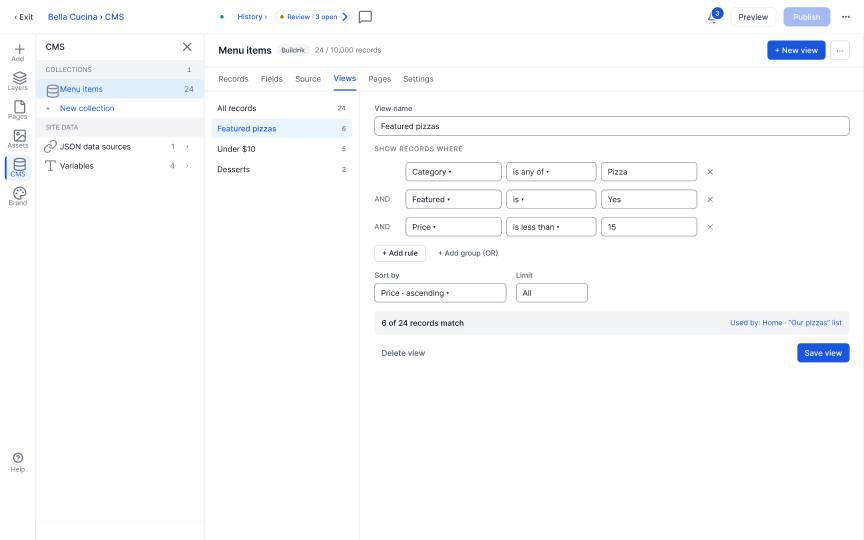 ‹ Exit
Bella Cucina › CMS
History ›
Review · 3 open
3
Preview
Publish
Add
Layers
Pages
Assets
CMS
Brand
Help
CMS
COLLECTIONS 1
Menu items 24
+ New collection
SITE DATA
JSON data sources 1 ›
Variables 4 ›
Menu items Buildrik 24 / 10,000 records
+ New view
Records Fields Source Views Pages Settings
All records 24
Featured pizzas 6
Under $10 5
Desserts 2
View name
Featured pizzas
SHOW RECORDS WHERE
Category is any of Pizza
AND Featured is Yes
AND Price is less than 15
+ Add rule + Add group (OR)
Sort by Limit
Price · ascending All
6 of 24 records match Used by: Home · "Our pizzas" list
Delete view Save view